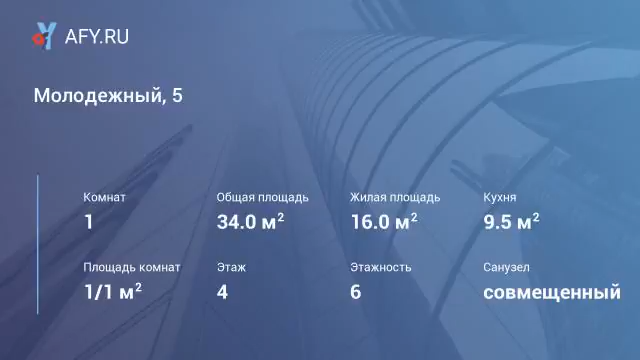 AFY.RU
Молодежный, 5
Комнат
Общая площадь
Жилая площадь
Кухня
1
34.0 м²
16.0 м²
9.5 м²
Площадь комнат
Этаж
Этажность
Санузел
1/1 м²
4
6
совмещенный